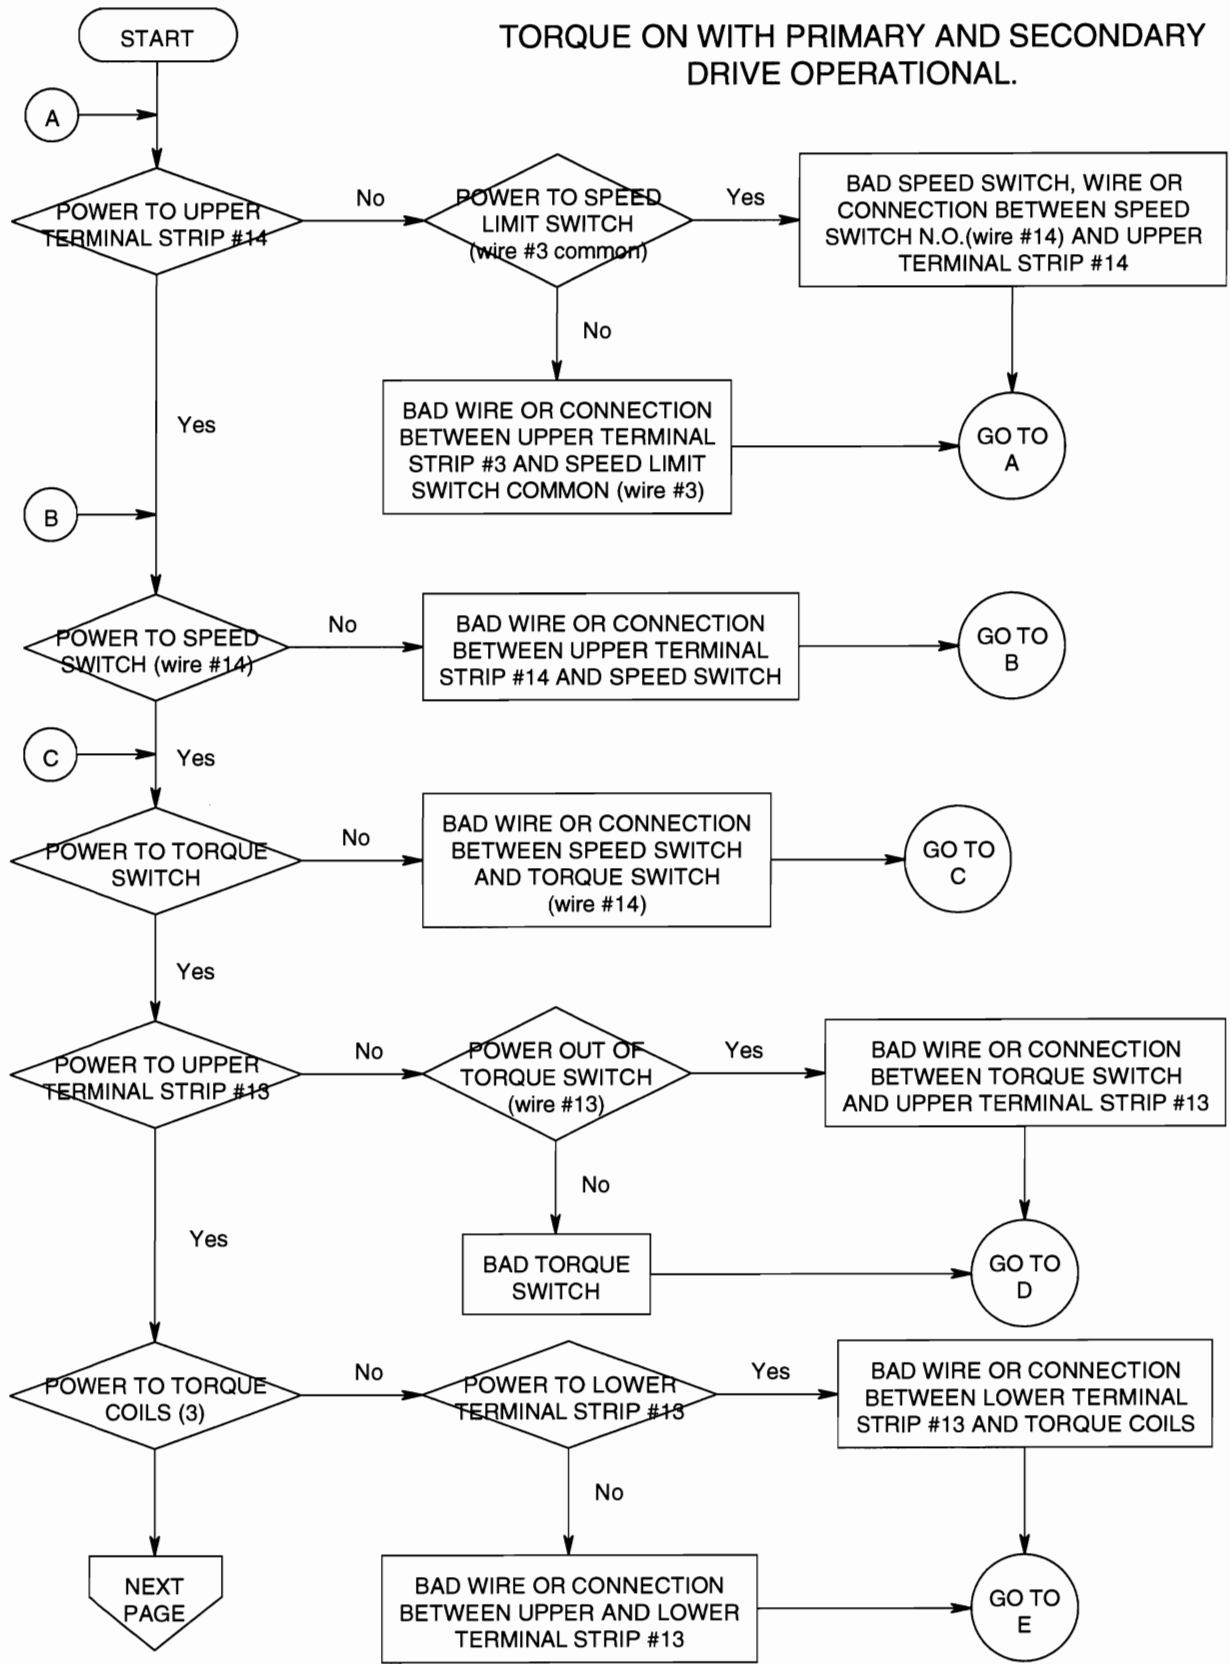 START
TORQUE ON WITH PRIMARY AND SECONDARY
DRIVE OPERATIONAL.
A
POWER TO UPPER
TERMINAL STRIP #14
No
POWER TO SPEED
LIMIT SWITCH
(wire #3 common)
Yes
BAD SPEED SWITCH, WIRE OR
CONNECTION BETWEEN SPEED
SWITCH N.O.(wire #14) AND UPPER
TERMINAL STRIP #14
No
Yes
BAD WIRE OR CONNECTION
BETWEEN UPPER TERMINAL
STRIP #3 AND SPEED LIMIT
SWITCH COMMON (wire #3)
GO TO
A
B
POWER TO SPEED
SWITCH (wire #14)
No
BAD WIRE OR CONNECTION
BETWEEN UPPER TERMINAL
STRIP #14 AND SPEED SWITCH
GO TO
B
C
Yes
POWER TO TORQUE
SWITCH
No
BAD WIRE OR CONNECTION
BETWEEN SPEED SWITCH
AND TORQUE SWITCH
(wire #14)
GO TO
C
Yes
POWER TO UPPER
TERMINAL STRIP #13
No
POWER OUT OF
TORQUE SWITCH
(wire #13)
Yes
BAD WIRE OR CONNECTION
BETWEEN TORQUE SWITCH
AND UPPER TERMINAL STRIP #13
No
Yes
BAD TORQUE
SWITCH
GO TO
D
POWER TO TORQUE
COILS (3)
No
POWER TO LOWER
TERMINAL STRIP #13
Yes
BAD WIRE OR CONNECTION
BETWEEN LOWER TERMINAL
STRIP #13 AND TORQUE COILS
No
NEXT
PAGE
BAD WIRE OR CONNECTION
BETWEEN UPPER AND LOWER
TERMINAL STRIP #13
GO TO
E